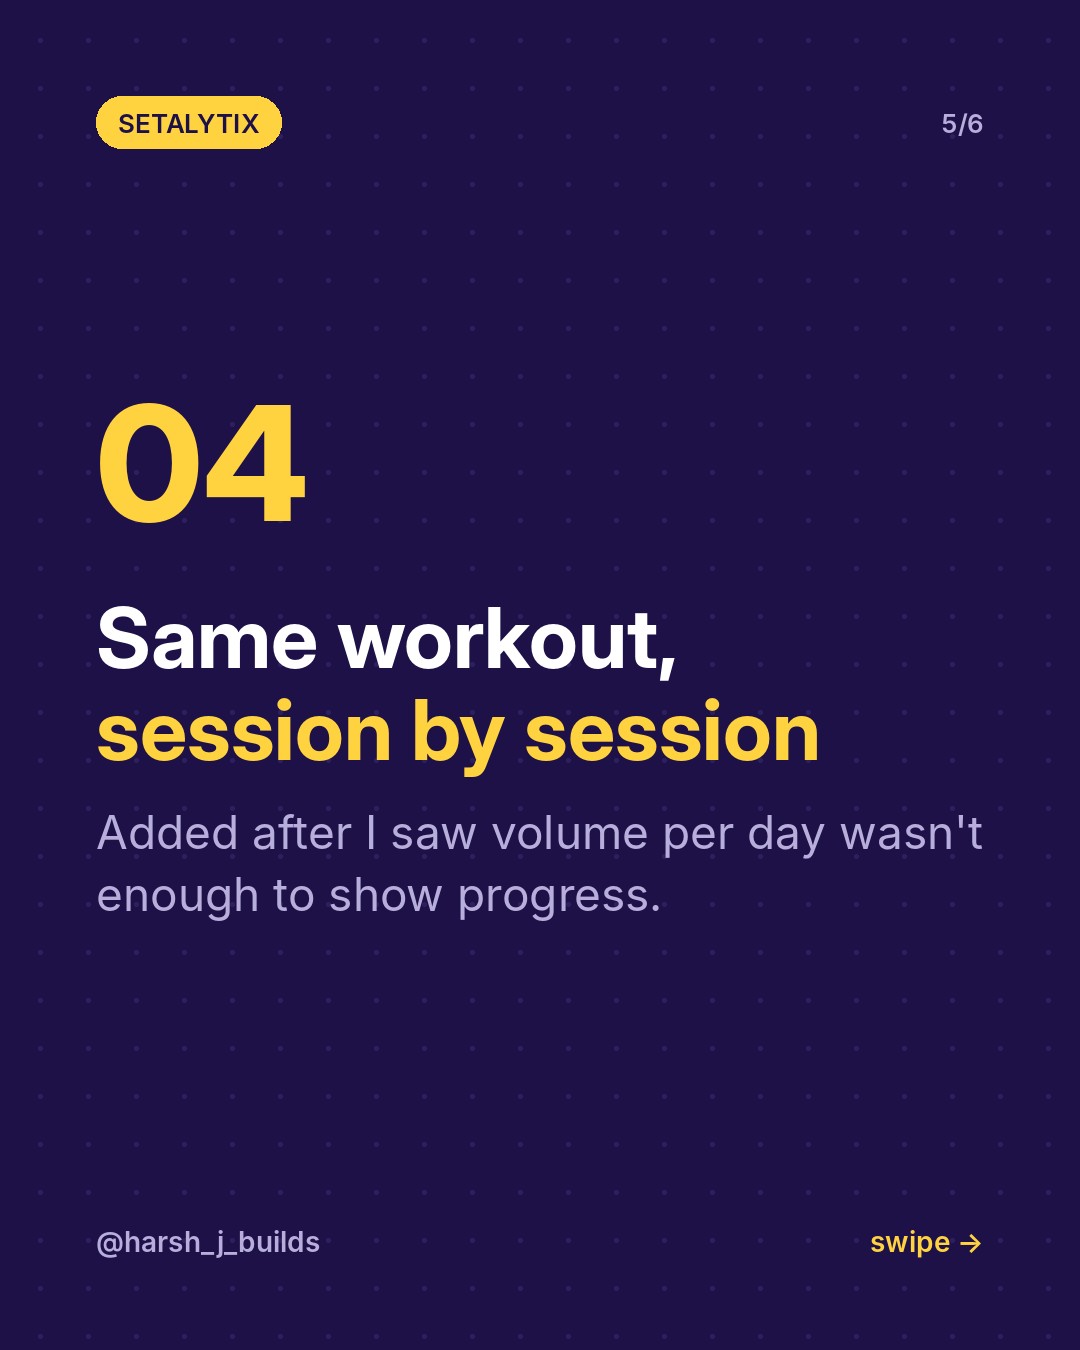 SETALYTIX
5/6
04
Same workout,
session by session
Added after I saw volume per day wasn't
enough to show progress.
@harsh_j_builds
swipe →